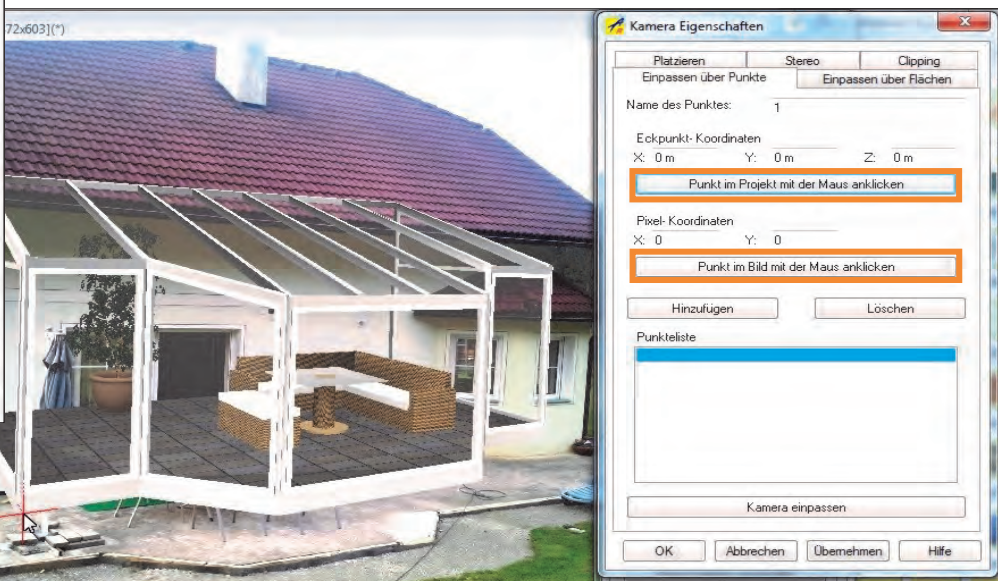 72x603](*)
Kamera Eigenschaften
Platzieren Stereo Clipping
Einpassen über Punkte Einpassen über Flächen
Name des Punktes: 1
Eckpunkt- Koordinaten
X: 0 m Y: 0 m Z: 0 m
Punkt im Projekt mit der Maus anklicken
Pixel- Koordinaten
X: 0 Y: 0
Punkt im Bild mit der Maus anklicken
Hinzufügen Löschen
Punkteliste
Kamera einpassen
OK Abbrechen Übernehmen Hilfe